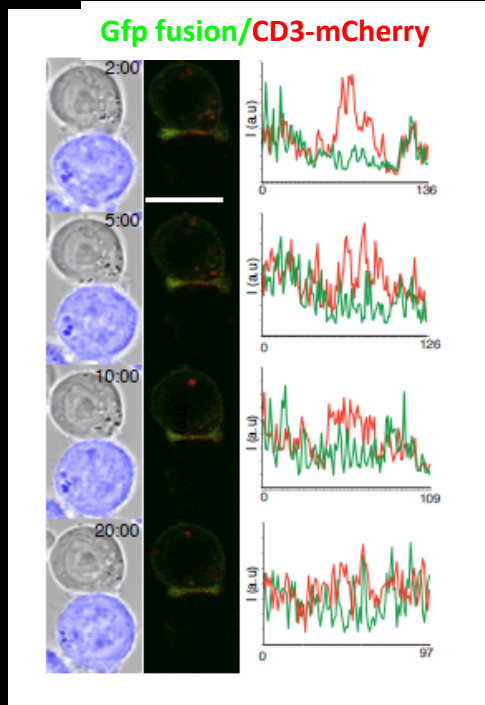 Gfp fusion/CD3-mCherry
2:00
I (a.u)
0 136
5:00
I (a.u)
0 126
10:00
I (a.u)
0 109
20:00
I (a.u)
0 97